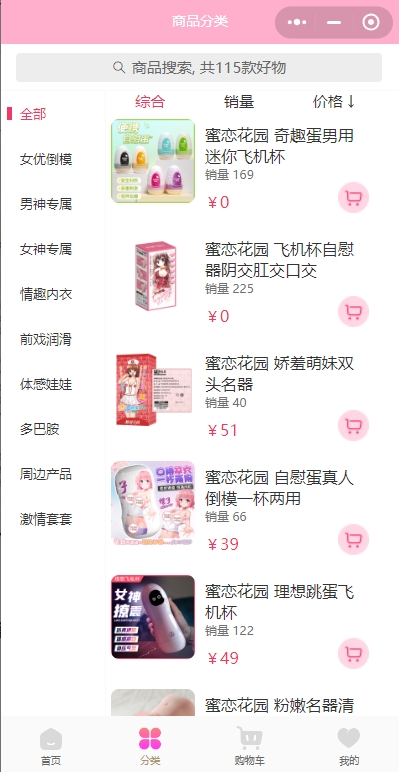 商品分类
商品搜索, 共115款好物
全部
女优倒模
男神专属
女神专属
情趣内衣
前戏润滑
体感娃娃
多巴胺
周边产品
激情套套
综合
销量
价格↓
蜜恋花园 奇趣蛋男用
迷你飞机杯
销量 169
￥0
蜜恋花园 飞机杯自慰
器阴交肛交口交
销量 225
￥0
蜜恋花园 娇羞萌妹双
头名器
销量 40
￥51
蜜恋花园 自慰蛋真人
倒模一杯两用
销量 66
￥39
女神
撩震
蜜恋花园 理想跳蛋飞
机杯
销量 122
￥49
蜜恋花园 粉嫩名器清
首页
分类
购物车
我的